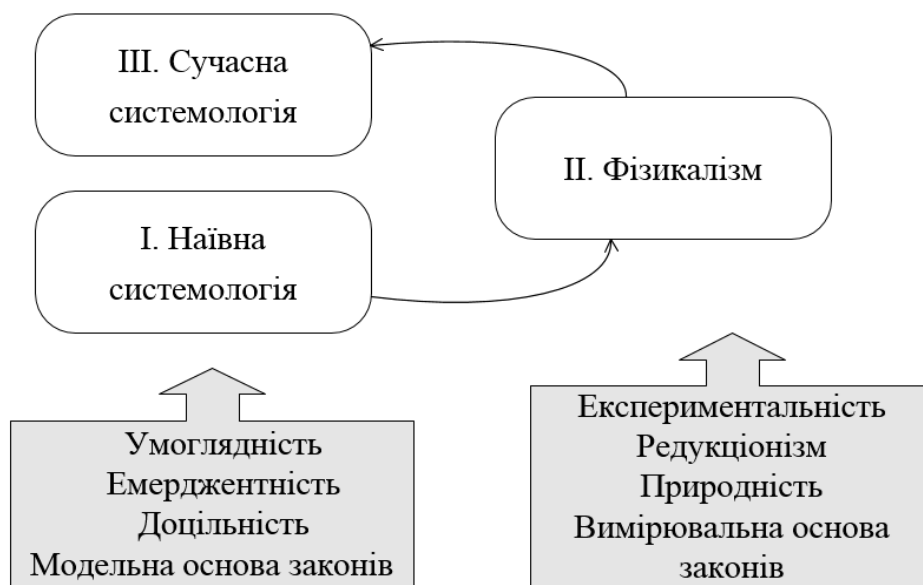 ІІІ. Сучасна
системологія
ІІ. Фізикалізм
І. Наївна
системологія
Умоглядність
Емерджентність
Доцільність
Модельна основа законів
Експериментальність
Редукціонізм
Природність
Вимірювальна основа
законів